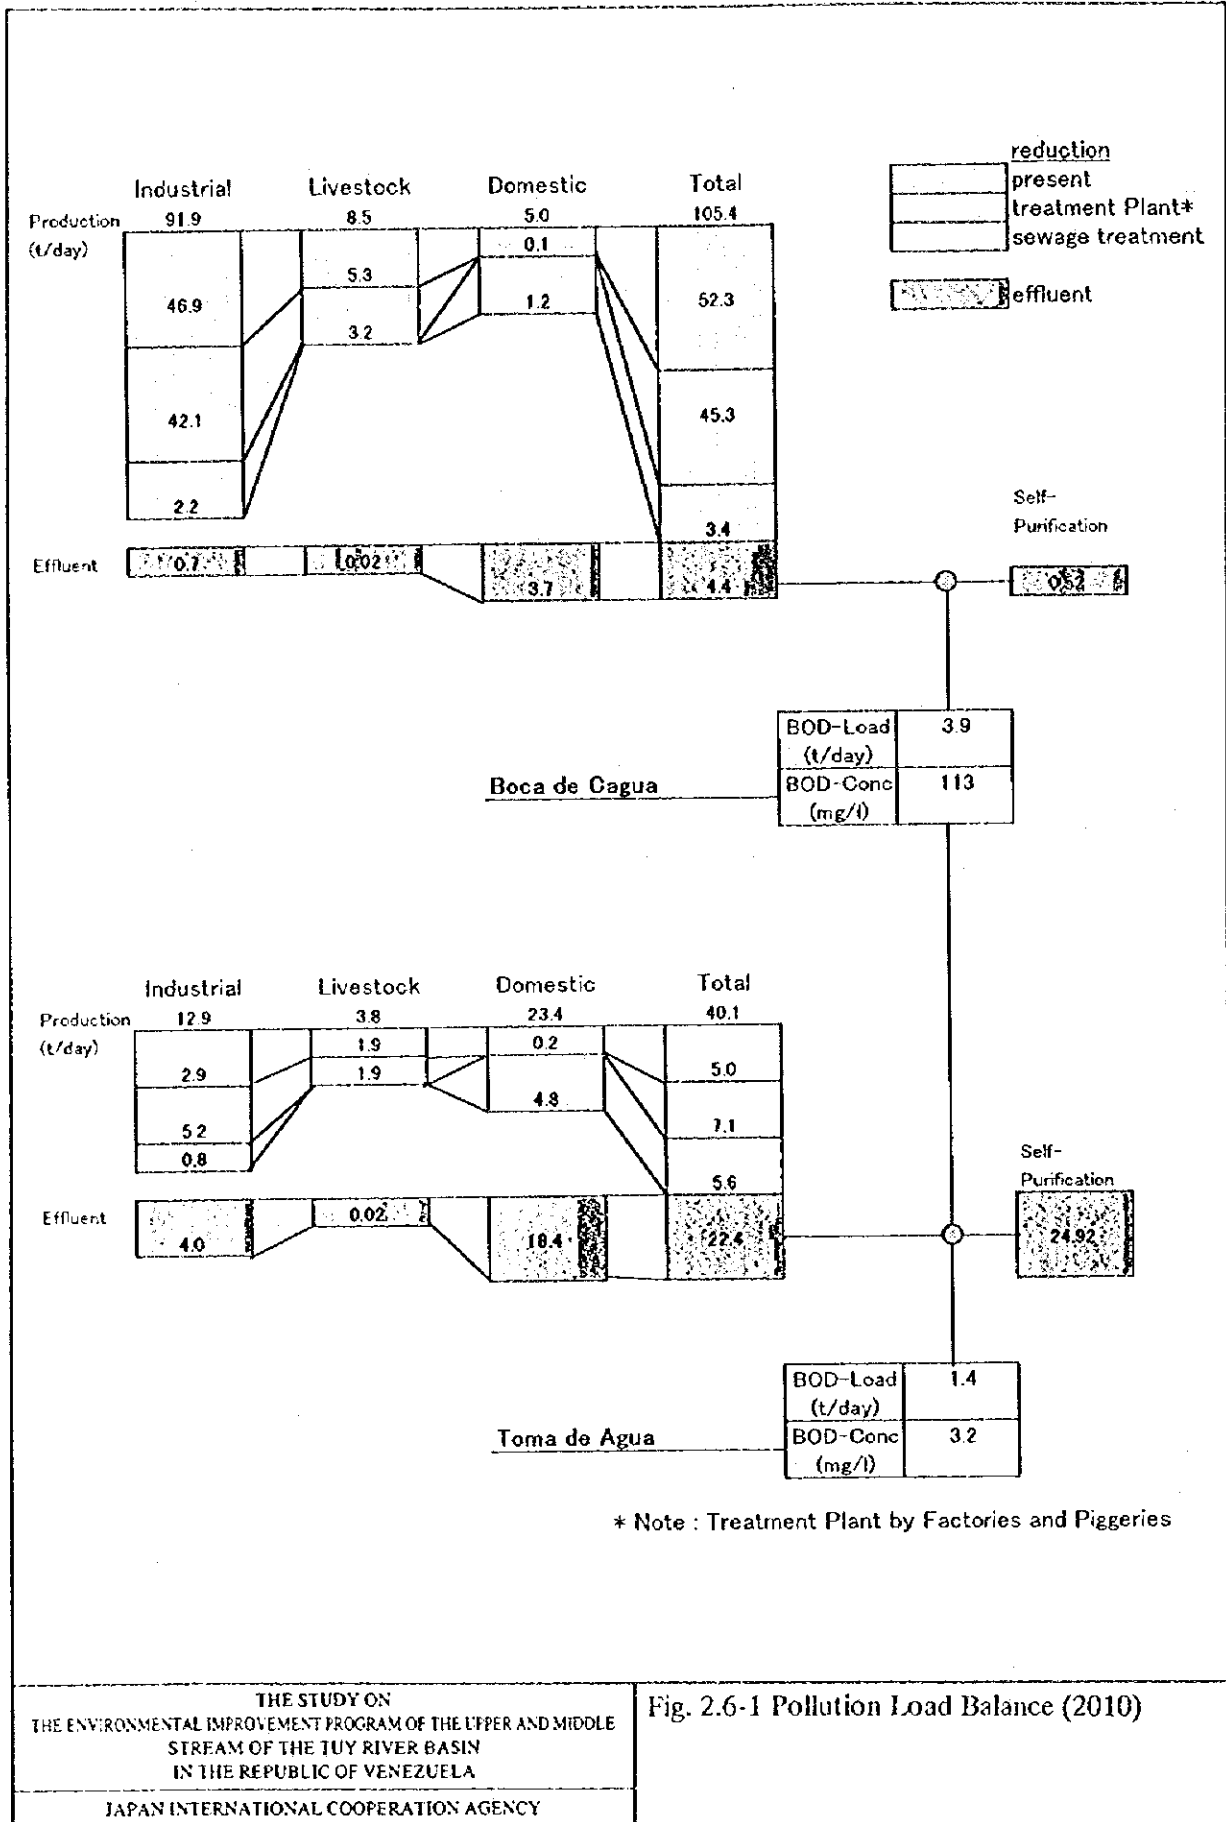 reduction
present
treatment Plant*
sewage treatment
effluent
Industrial Livestock Domestic Total
Production 91.9 8.5 5.0 105.4
(t/day)
0.1
5.3
46.9 1.2 52.3
3.2
42.1 45.3
2.2
3.4
Self-
Purification
Effluent 0.7 0.02
3.7 4.4
BOD-Load 3.9
(t/day)
Boca de Cagua
BOD-Conc 113
(mg/l)
Industrial Livestock Domestic Total
Production 12.9 3.8 23.4 40.1
(t/day)
1.9 0.2
2.9 1.9 5.0
4.8
5.2 7.1
0.8
5.6
Self-
Purification
Effluent 0.02
4.0 18.4 22.4 24.92
BOD-Load 1.4
(t/day)
Toma de Agua
BOD-Conc 3.2
(mg/l)
* Note : Treatment Plant by Factories and Piggeries
THE STUDY ON
THE ENVIRONMENTAL IMPROVEMENT PROGRAM OF THE UPPER AND MIDDLE
STREAM OF THE TUY RIVER BASIN
IN THE REPUBLIC OF VENEZUELA
JAPAN INTERNATIONAL COOPERATION AGENCY
Fig. 2.6-1 Pollution Load Balance (2010)